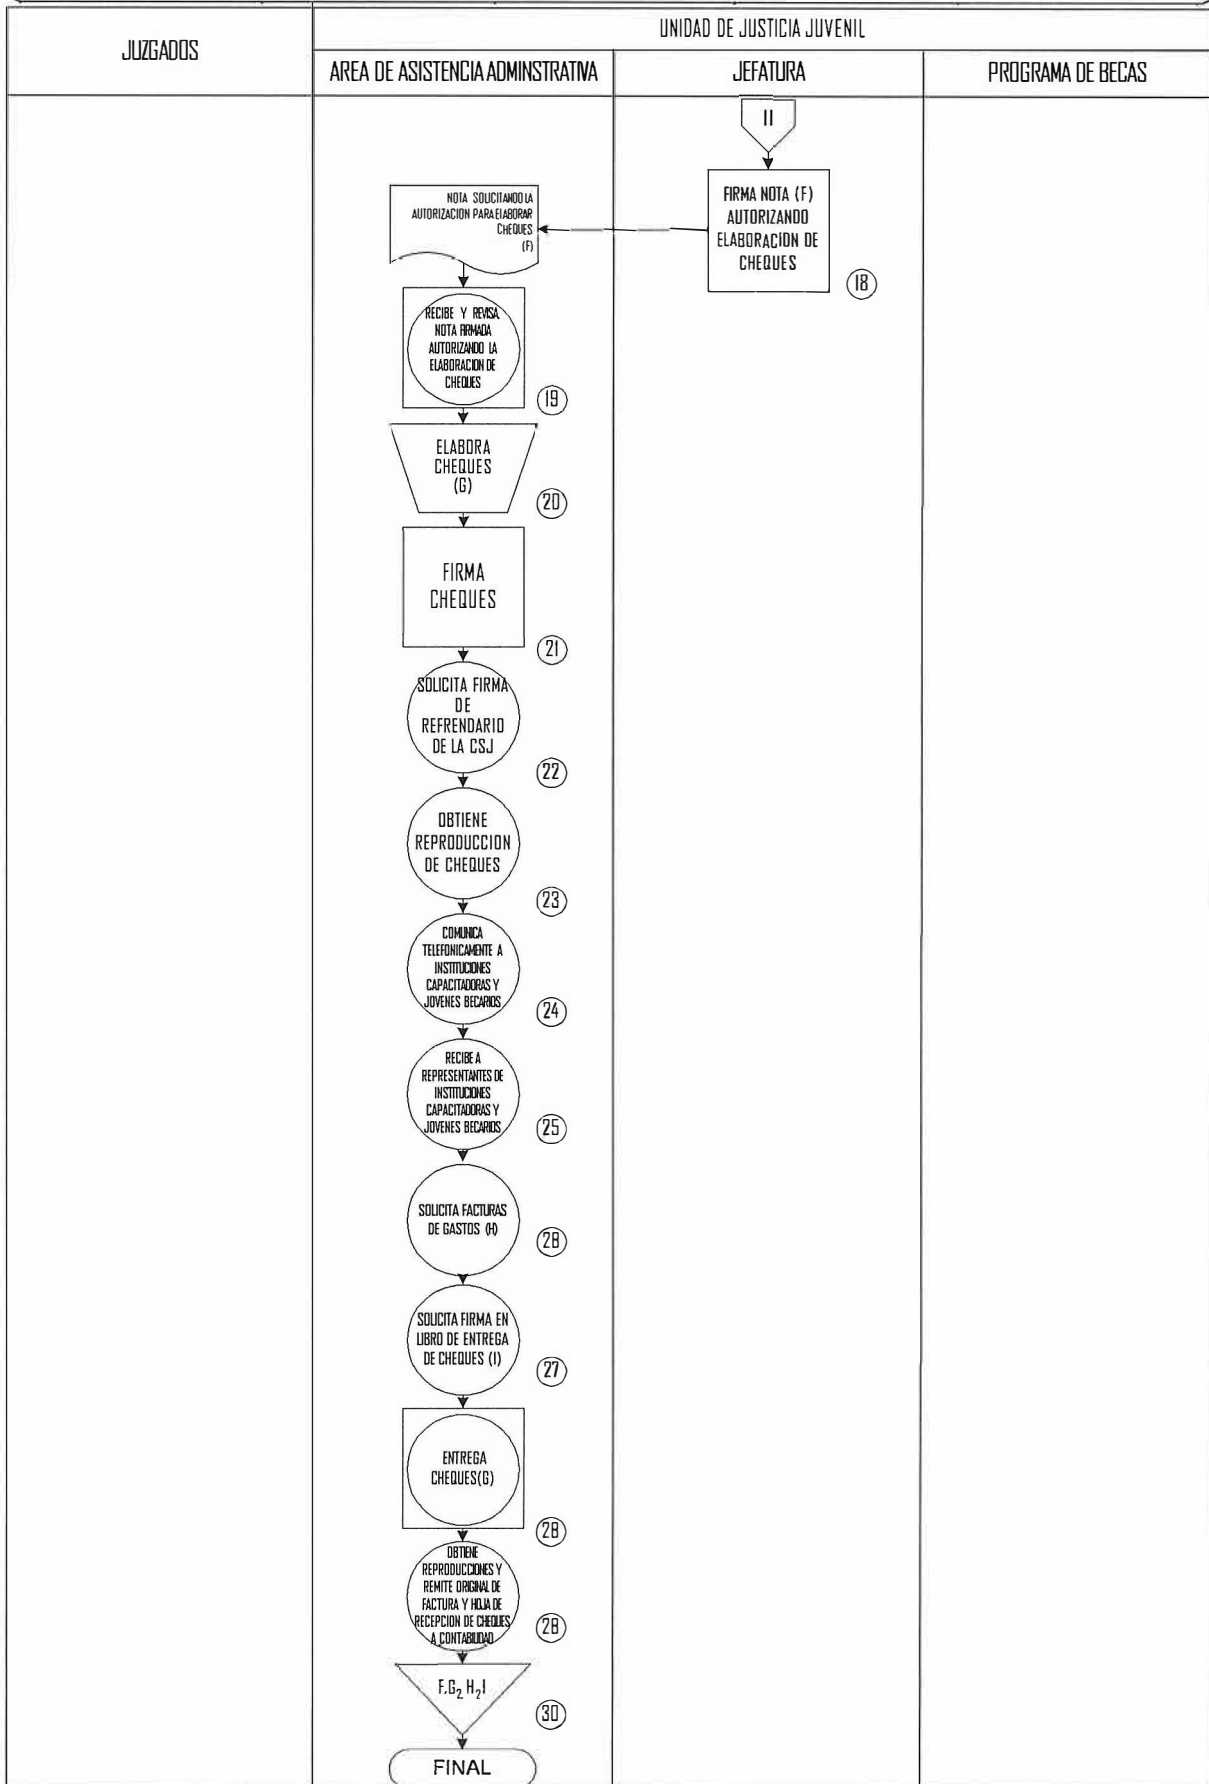 JUZGADOS
UNIDAD DE JUSTICIA JUVENIL
AREA DE ASISTENCIA ADMINSTRATIVA
JEFATURA
PROGRAMA DE BECAS
II
FIRMA NOTA (F)
AUTORIZANDO
ELABORACION DE
CHEQUES
18
NOTA SOLICITANDO LA
AUTORIZACION PARA ELABORAR
CHEQUES
(F)
RECIBE Y REVISA
NOTA FIRMADA
AUTORIZANDO LA
ELABORACION DE
CHEQUES
19
ELABORA
CHEQUES
(G)
20
FIRMA
CHEQUES
21
SOLICITA FIRMA
DE
REFRENDARIO
DE LA CSJ
22
OBTIENE
REPRODUCCION
DE CHEQUES
23
COMUNICA
TELEFONICAMENTE A
INSTITUCIONES
CAPACITADORAS Y
JOVENES BECARIOS
24
RECIBE A
REPRESENTANTES DE
INSTITUCIONES
CAPACITADORAS Y
JOVENES BECARIOS
25
SOLICITA FACTURAS
DE GASTOS (H)
28
SOLICITA FIRMA EN
LIBRO DE ENTREGA
DE CHEQUES (I)
27
ENTREGA
CHEQUES(G)
28
OBTIENE
REPRODUCCIONES Y
REMITE ORIGINAL DE
FACTURA Y HOJA DE
RECEPCION DE CHEQUES
A CONTABILIDAD
28
F,G2 H2I
30
FINAL